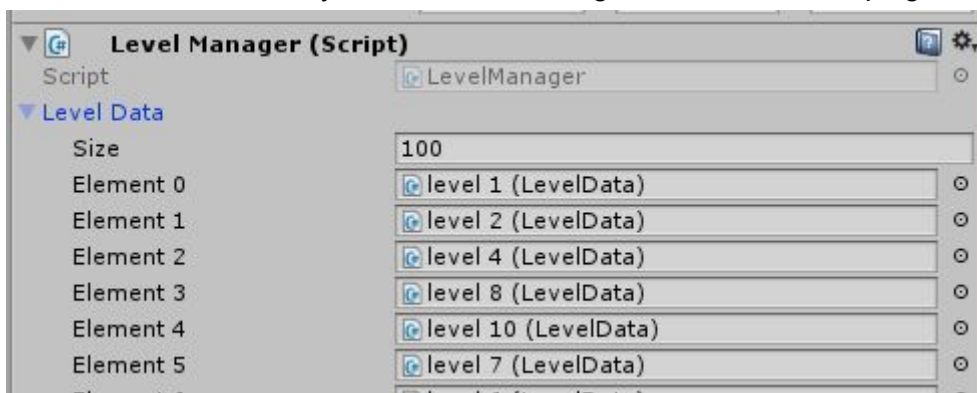 Level Manager (Script)
Script LevelManager
Level Data
Size 100
Element 0 level 1 (LevelData)
Element 1 level 2 (LevelData)
Element 2 level 4 (LevelData)
Element 3 level 8 (LevelData)
Element 4 level 10 (LevelData)
Element 5 level 7 (LevelData)